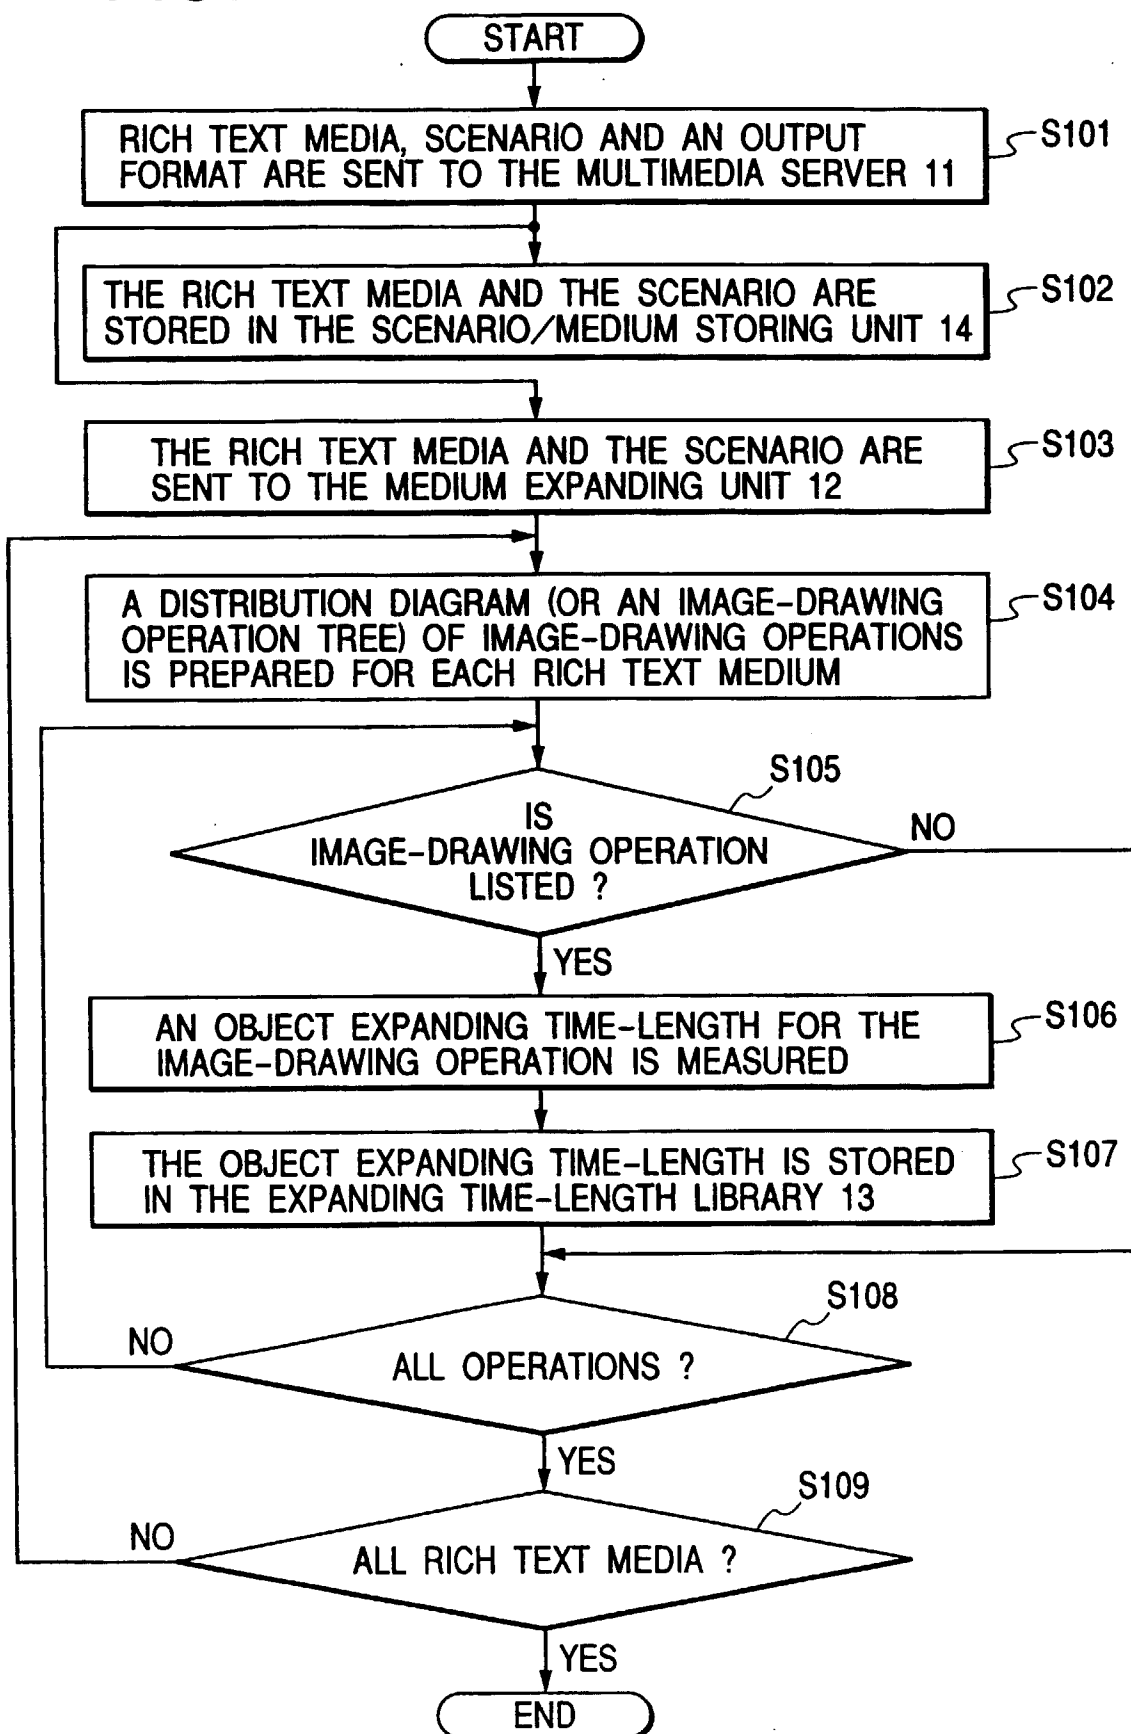 START
RICH TEXT MEDIA, SCENARIO AND AN OUTPUT
FORMAT ARE SENT TO THE MULTIMEDIA SERVER 11
S101
THE RICH TEXT MEDIA AND THE SCENARIO ARE
STORED IN THE SCENARIO/MEDIUM STORING UNIT 14
S102
THE RICH TEXT MEDIA AND THE SCENARIO ARE
SENT TO THE MEDIUM EXPANDING UNIT 12
S103
A DISTRIBUTION DIAGRAM (OR AN IMAGE-DRAWING
OPERATION TREE) OF IMAGE-DRAWING OPERATIONS
IS PREPARED FOR EACH RICH TEXT MEDIUM
S104
S105
IS
IMAGE-DRAWING OPERATION
LISTED ?
NO
YES
AN OBJECT EXPANDING TIME-LENGTH FOR THE
IMAGE-DRAWING OPERATION IS MEASURED
S106
THE OBJECT EXPANDING TIME-LENGTH IS STORED
IN THE EXPANDING TIME-LENGTH LIBRARY 13
S107
S108
NO
ALL OPERATIONS ?
YES
S109
NO
ALL RICH TEXT MEDIA ?
YES
END